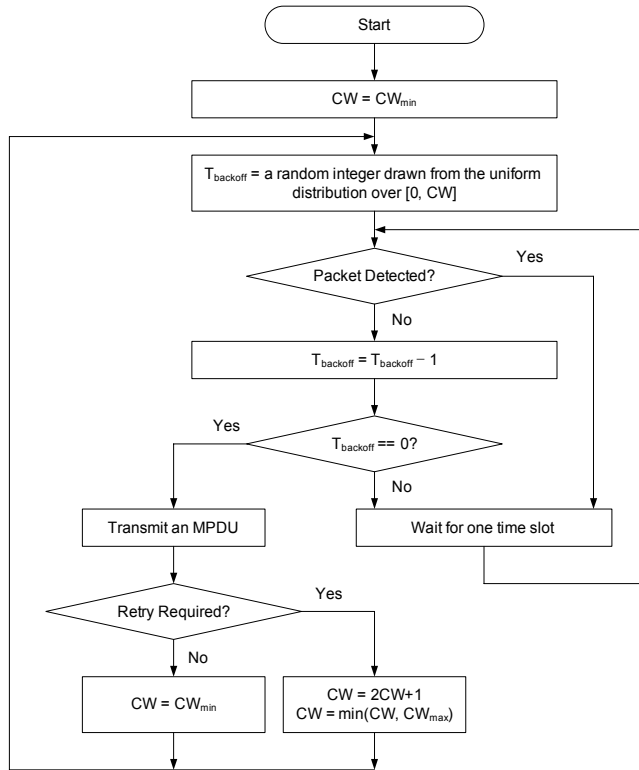 Start
CW = CWmin
Tbackoff = a random integer drawn from the uniform
distribution over [0, CW]
Packet Detected?
Yes
No
Tbackoff = Tbackoff − 1
Yes
Tbackoff == 0?
No
Transmit an MPDU
Wait for one time slot
Retry Required?
Yes
No
CW = CWmin
CW = 2CW+1
CW = min(CW, CWmax)